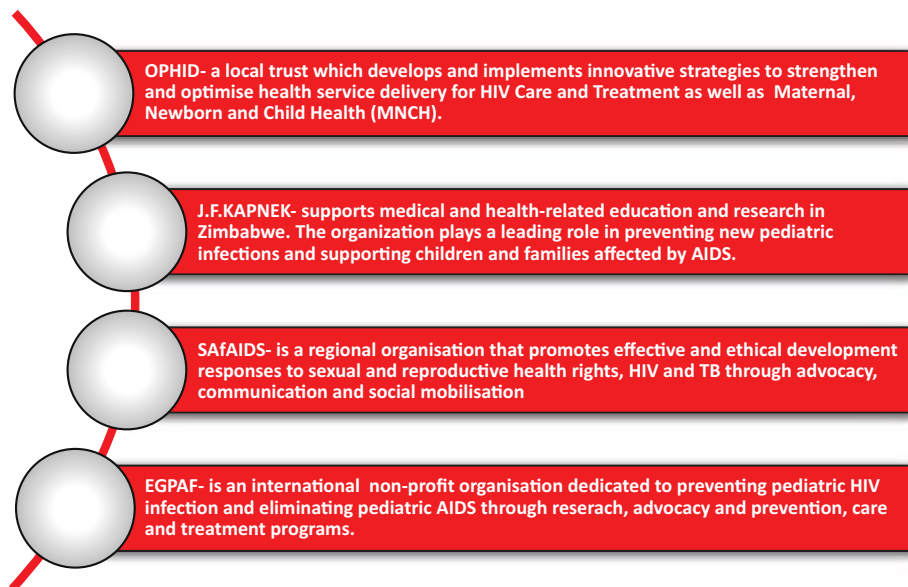 OPHID- a local trust which develops and implements innovative strategies to strengthen
and optimise health service delivery for HIV Care and Treatment as well as Maternal,
Newborn and Child Health (MNCH).
J.F.KAPNEK- supports medical and health-related education and research in
Zimbabwe. The organization plays a leading role in preventing new pediatric
infections and supporting children and families affected by AIDS.
SAfAIDS- is a regional organisation that promotes effective and ethical development
responses to sexual and reproductive health rights, HIV and TB through advocacy,
communication and social mobilisation
EGPAF- is an international non-profit organisation dedicated to preventing pediatric HIV
infection and eliminating pediatric AIDS through reserach, advocacy and prevention, care
and treatment programs.